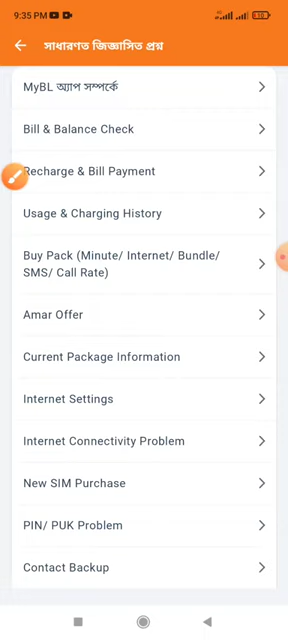 9:35 PM
সাধারণত জিজ্ঞাসিত প্রশ্ন
MyBL অ্যাপ সম্পর্কে
Bill & Balance Check
Recharge & Bill Payment
Usage & Charging History
Buy Pack (Minute/ Internet/ Bundle/
SMS/ Call Rate)
Amar Offer
Current Package Information
Internet Settings
Internet Connectivity Problem
New SIM Purchase
PIN/ PUK Problem
Contact Backup